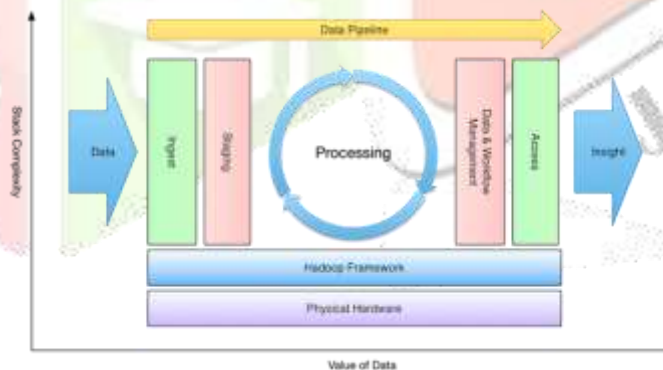 Data Pipeline
Stack Complexity
Data
Ingest
Staging
Processing
Data & Workflow
Management
Access
Insight
Hadoop Framework
Physical Hardware
Value of Data